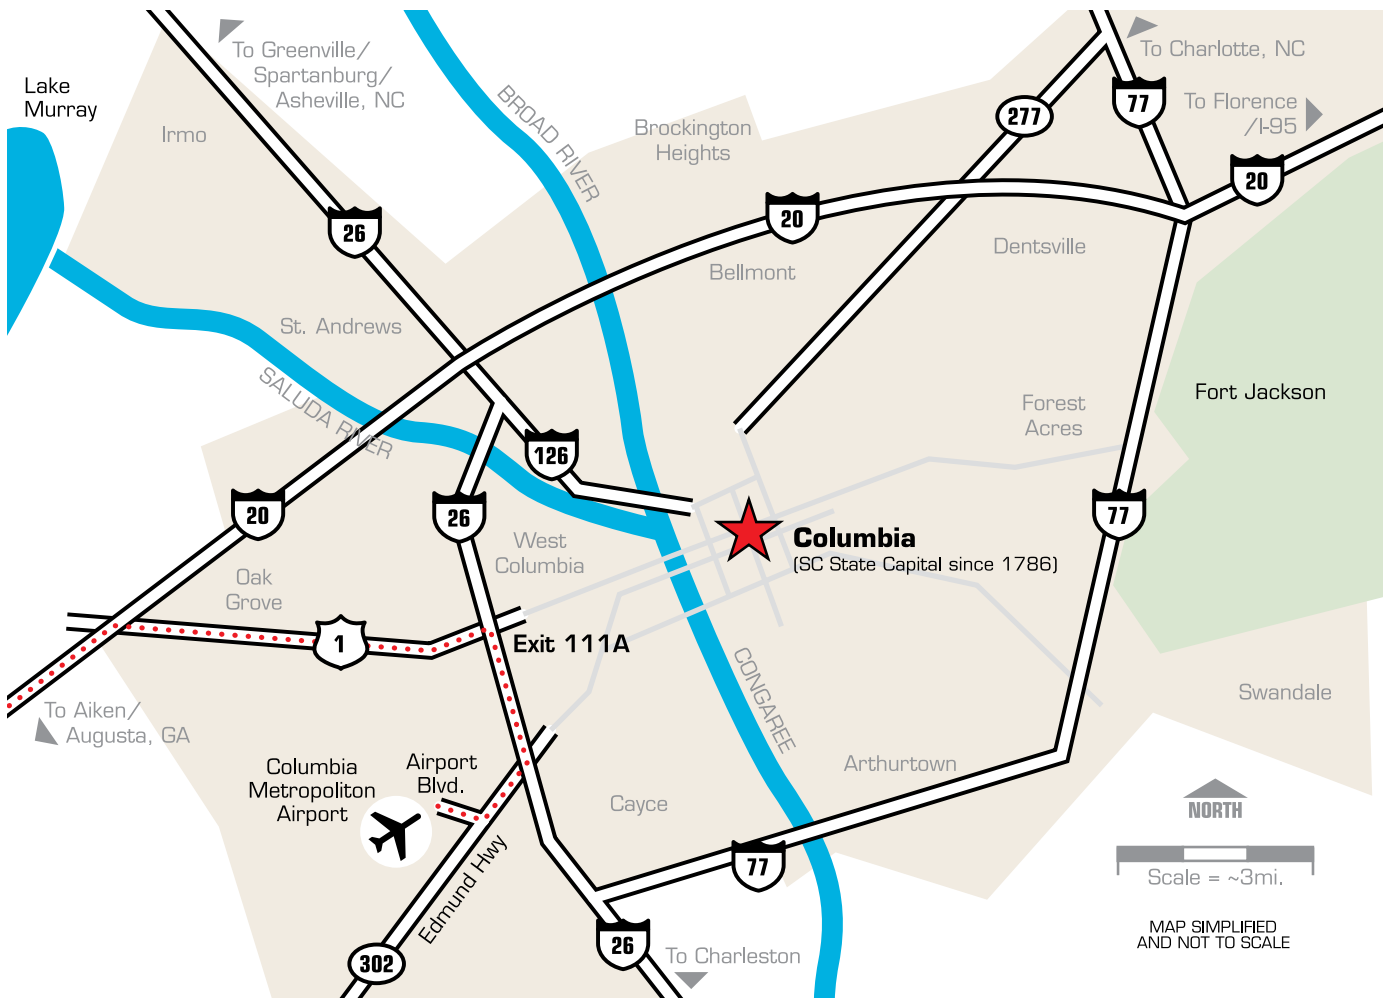 To Greenville/
Spartanburg/
Asheville, NC
To Charlotte, NC
Lake
Murray
77
To Florence
/I-95
277
Irmo
BROAD RIVER
Brockington
Heights
20
26
20
Dentsville
Bellmont
St. Andrews
SALUDA RIVER
Fort Jackson
Forest
Acres
126
20
26
77
West
Columbia
Columbia
(SC State Capital since 1786)
Oak
Grove
1
Exit 111A
CONGAREE
Swandale
To Aiken/
Augusta, GA
Columbia
Metropoliton
Airport
Airport
Blvd.
Arthurtown
Cayce
NORTH
Edmund Hwy
77
Scale = ~3mi.
MAP SIMPLIFIED
AND NOT TO SCALE
26
To Charleston
302